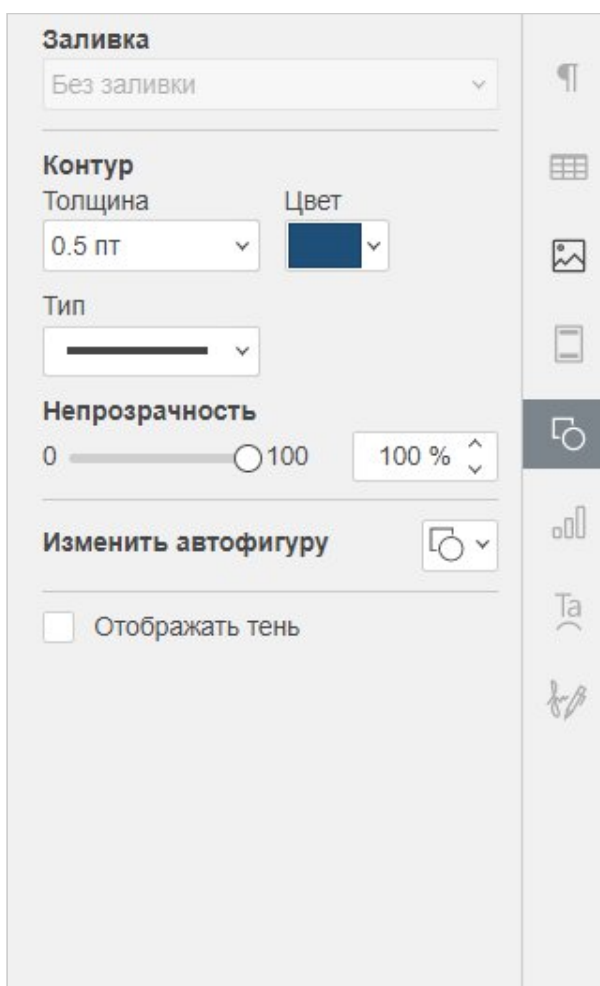 Заливка
Без заливки
Контур
Толщина Цвет
0.5 пт
Тип
Непрозрачность
0 100 100 %
Изменить автофигуру
Отображать тень
Ta